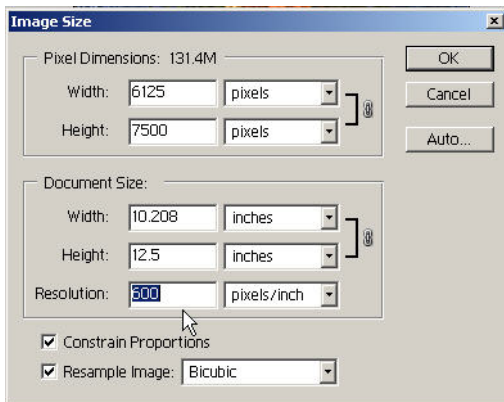 Image Size
Pixel Dimensions: 131.4M
OK
Width: 6125 pixels
Cancel
Height: 7500 pixels
Auto...
Document Size:
Width: 10.208 inches
Height: 12.5 inches
Resolution: 600 pixels/inch
Constrain Proportions
Resample Image: Bicubic